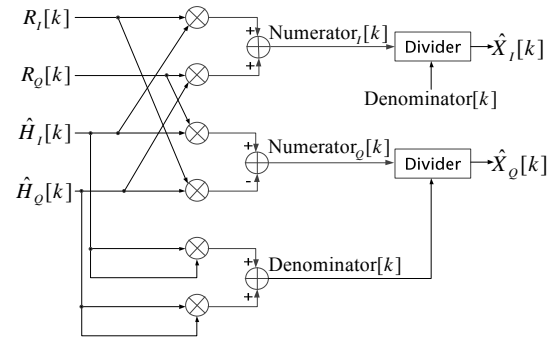 R_I[k]
+
+
Numerator_I[k]
Divider
X̂_I[k]
R_Q[k]
Denominator[k]
Ĥ_I[k]
+
-
Numerator_Q[k]
Divider
X̂_Q[k]
Ĥ_Q[k]
+
+
Denominator[k]